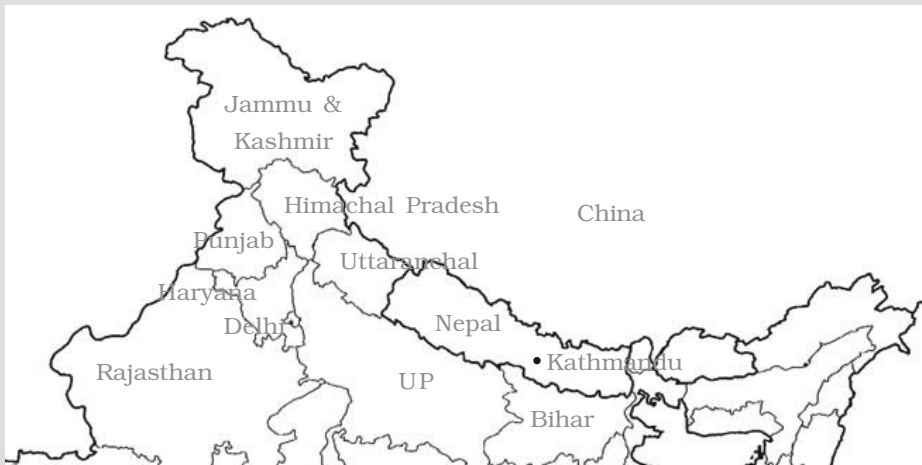 Jammu &
Kashmir
Himachal Pradesh
China
Punjab
Uttaranchal
Haryana
Nepal
Delhi
Kathmandu
Rajasthan
UP
Bihar